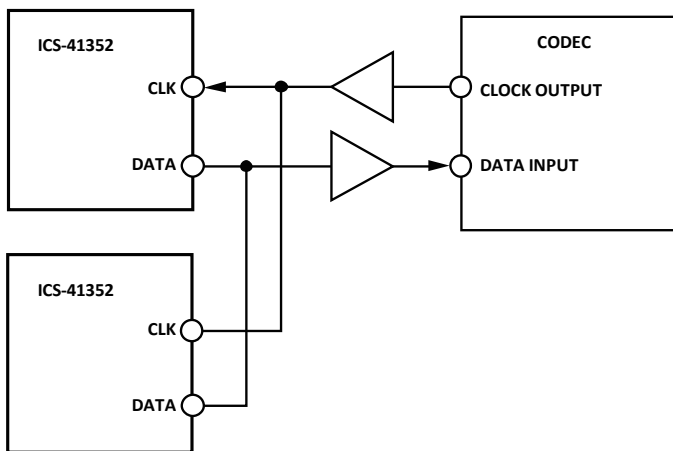 ICS-41352
CLK
DATA
CODEC
CLOCK OUTPUT
DATA INPUT
ICS-41352
CLK
DATA